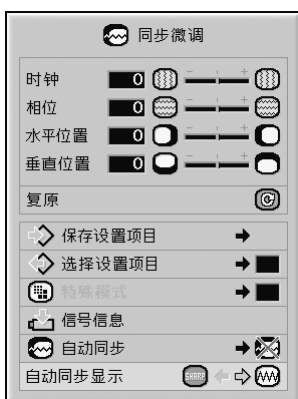 同步微调
时钟 0
相位 0
水平位置 0
垂直位置 0
复原
保存设置项目
选择设置项目
特殊模式
信号信息
自动同步
自动同步显示 SHARP